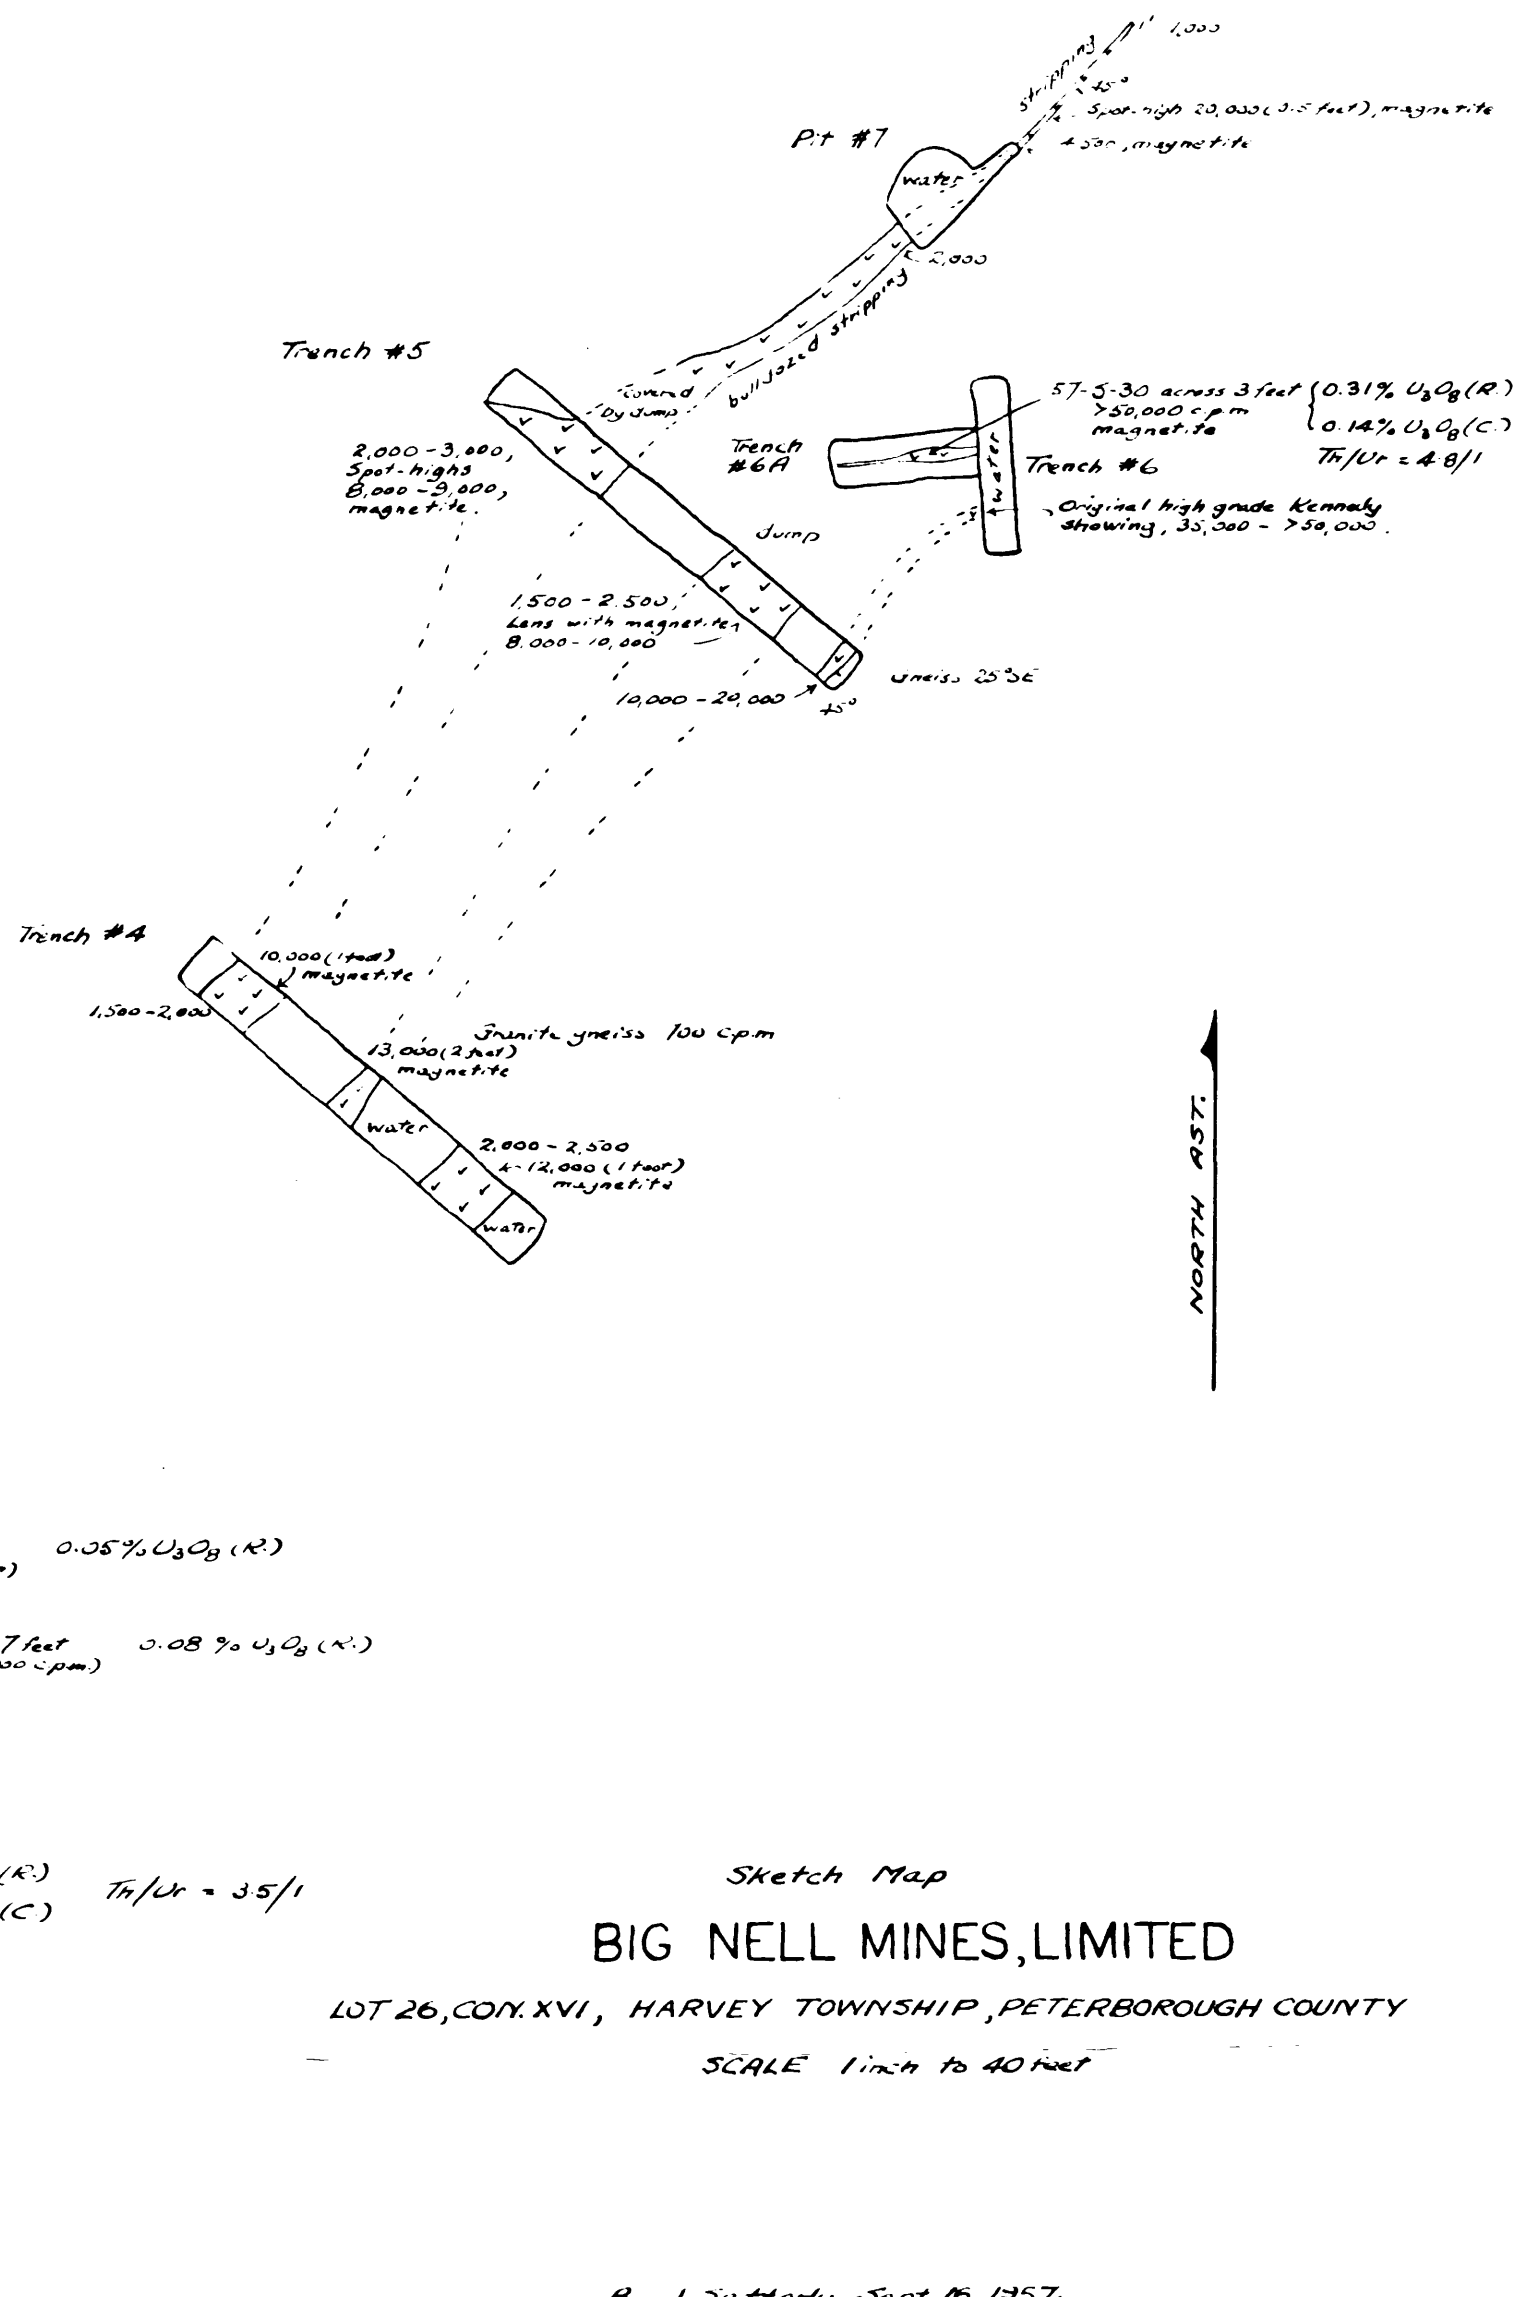 1,000
stripping
45°
Spot-high 20,000 (0.5 feet), magnetite
4500, magnetite
Pit #7
water
2,000
bulldozed stripping
Trench #5
Covered
by dump
57-S-30 across 3 feet { 0.31% U3O8 (R.)
>50,000 c.p.m
magnetite
0.14% U3O8 (C.)
Th/Ur = 4.8/1
Trench
#6A
water
Trench #6
2,000-3,000,
Spot-highs
8,000-9,000,
magnetite.
Original high grade Kennedy
showing, 35,000 - >50,000.
dump
1,500-2,500,
Lens with magnetite,
8,000-10,000
Gneiss 25° SE
10,000-20,000
45°
Trench #4
10,000 (1 foot)
magnetite
1,500-2,000
Granite gneiss 100 c.p.m
13,000 (2 feet)
magnetite
water
2,000-2,500
12,000 (1 foot)
magnetite
water
NORTH AST.
0.05% U3O8 (R.)
7 feet 0.08 % U3O8 (R.)
00 c.p.m.)
(R.)
Th/Ur = 3.5/1
(C.)
Sketch Map
BIG NELL MINES, LIMITED
LOT 26, CON. XVI, HARVEY TOWNSHIP, PETERBOROUGH COUNTY
SCALE 1 inch to 40 feet
Sept 16, 1957.